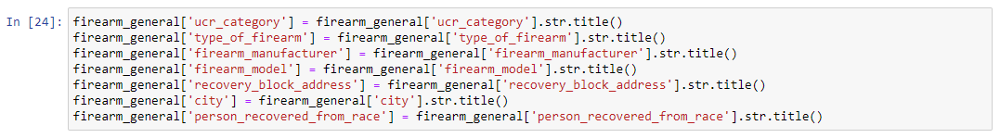 In [24]: firearm_general['ucr_category'] = firearm_general['ucr_category'].str.title()
firearm_general['type_of_firearm'] = firearm_general['type_of_firearm'].str.title()
firearm_general['firearm_manufacturer'] = firearm_general['firearm_manufacturer'].str.title()
firearm_general['firearm_model'] = firearm_general['firearm_model'].str.title()
firearm_general['recovery_block_address'] = firearm_general['recovery_block_address'].str.title()
firearm_general['city'] = firearm_general['city'].str.title()
firearm_general['person_recovered_from_race'] = firearm_general['person_recovered_from_race'].str.title()